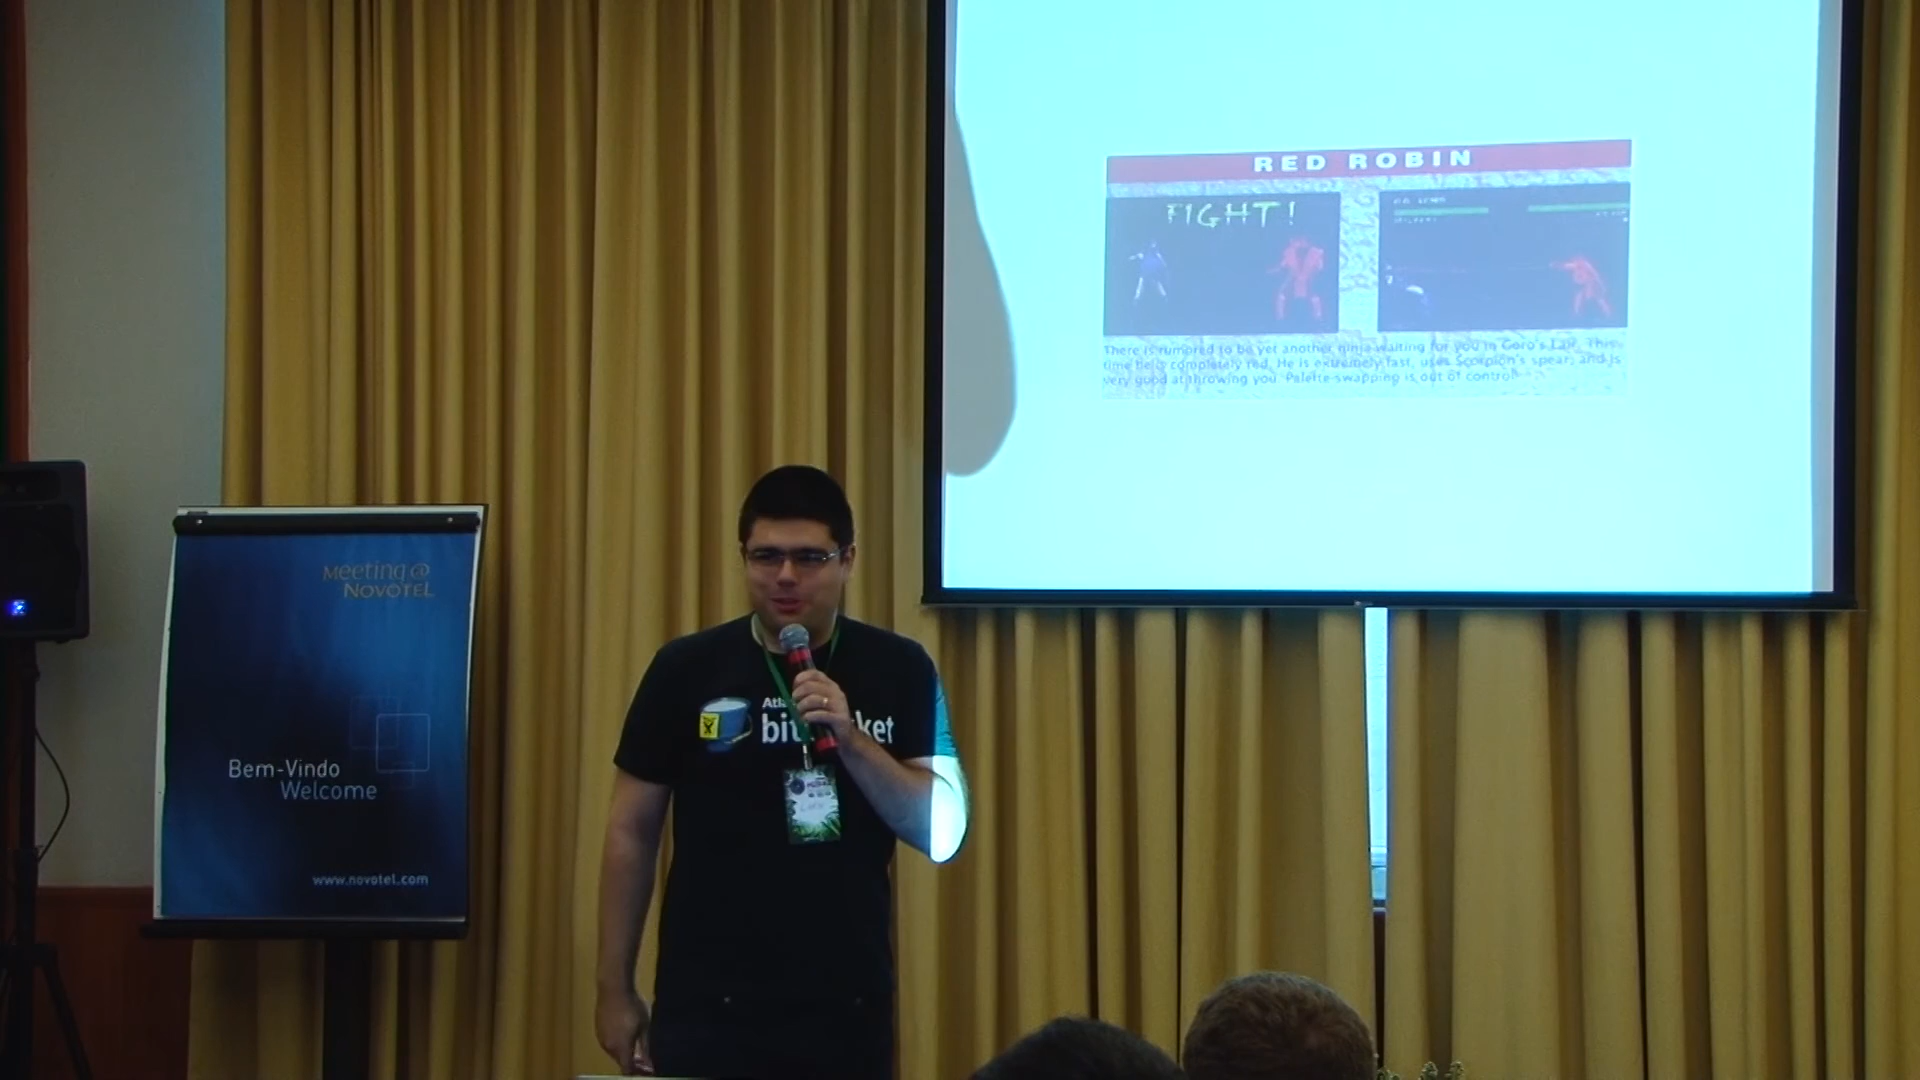 RED ROBIN
FIGHT!
There is rumored to be yet another ninja waiting for you in Goro's Lair. This
time he is completely red. He is extremely fast, uses Scorpion's spear, and is
very good at throwing you. Palette swapping is out of control.
Meeting @
NOVOTEL
Bem-Vindo
Welcome
www.novotel.com